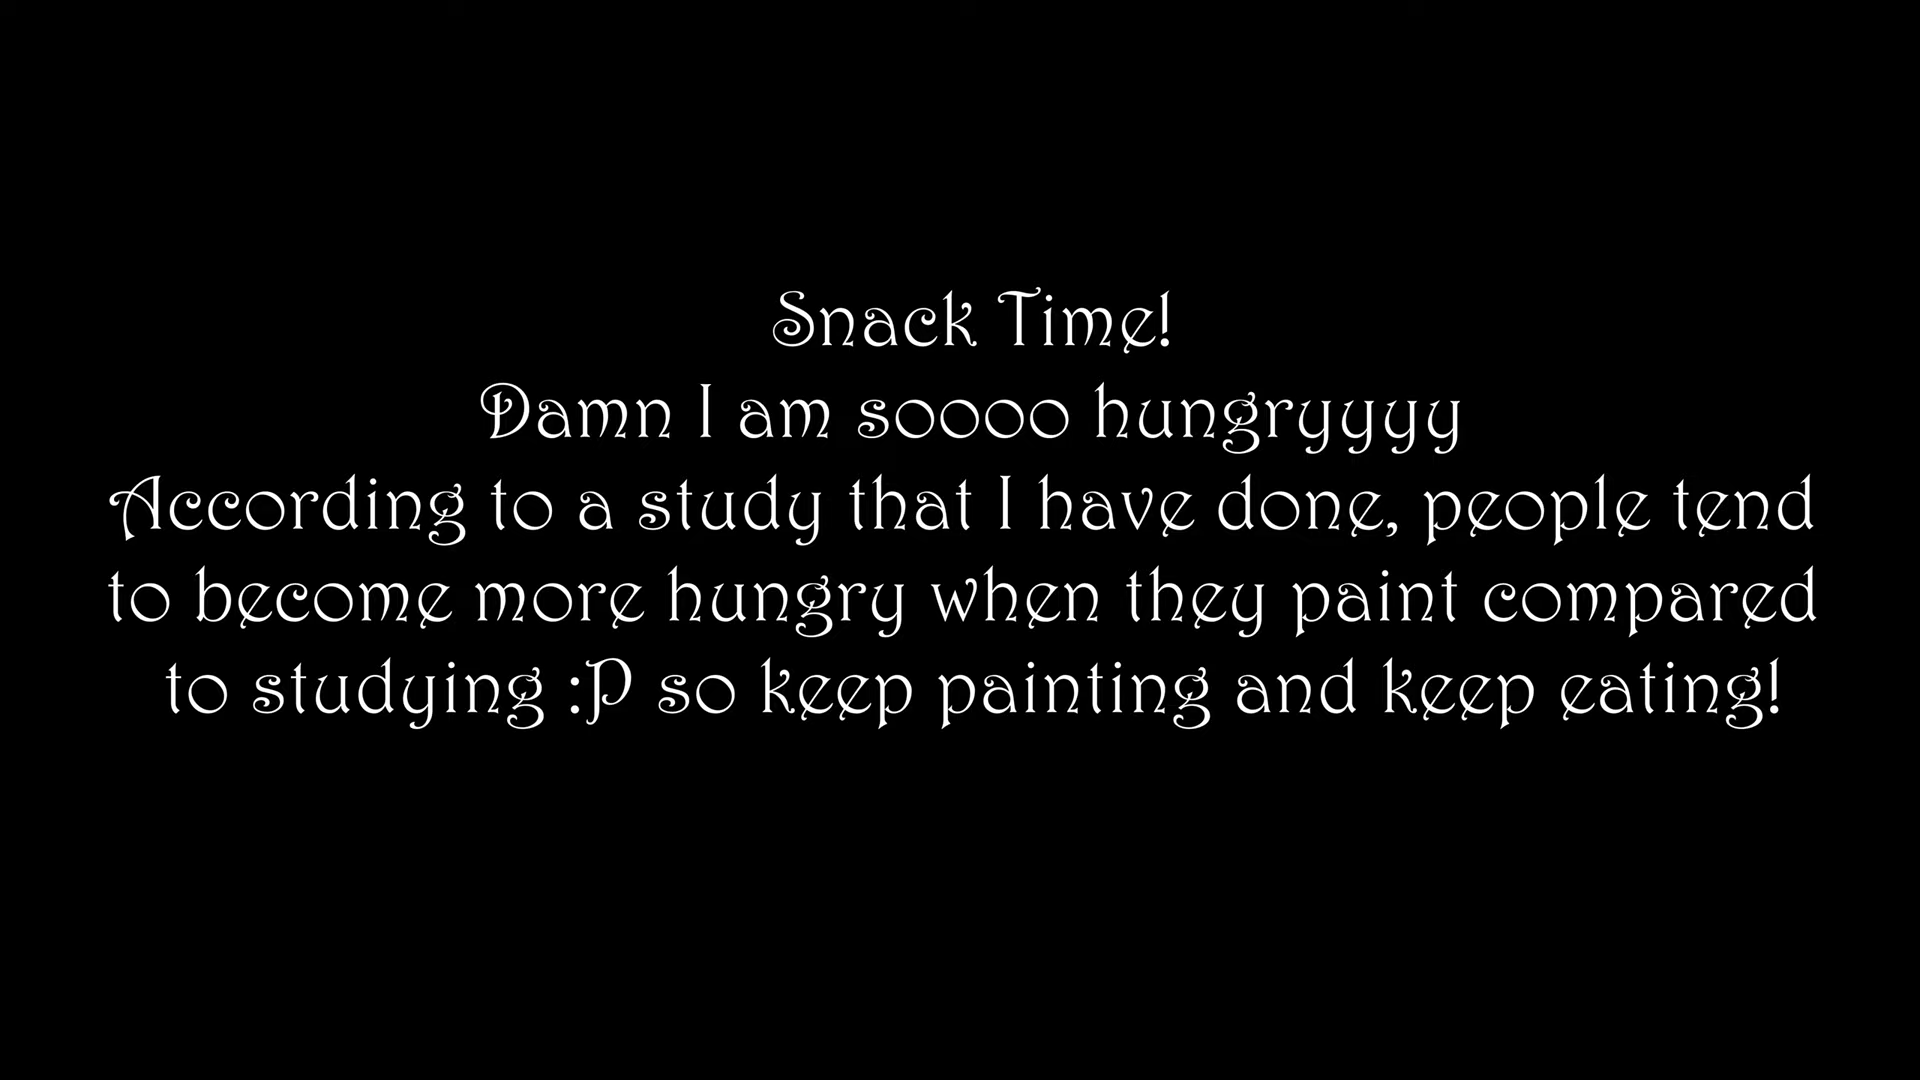 Snack Time!
Damn I am soooo hungryyyy
According to a study that I have done, people tend
to become more hungry when they paint compared
to studying :P so keep painting and keep eating!